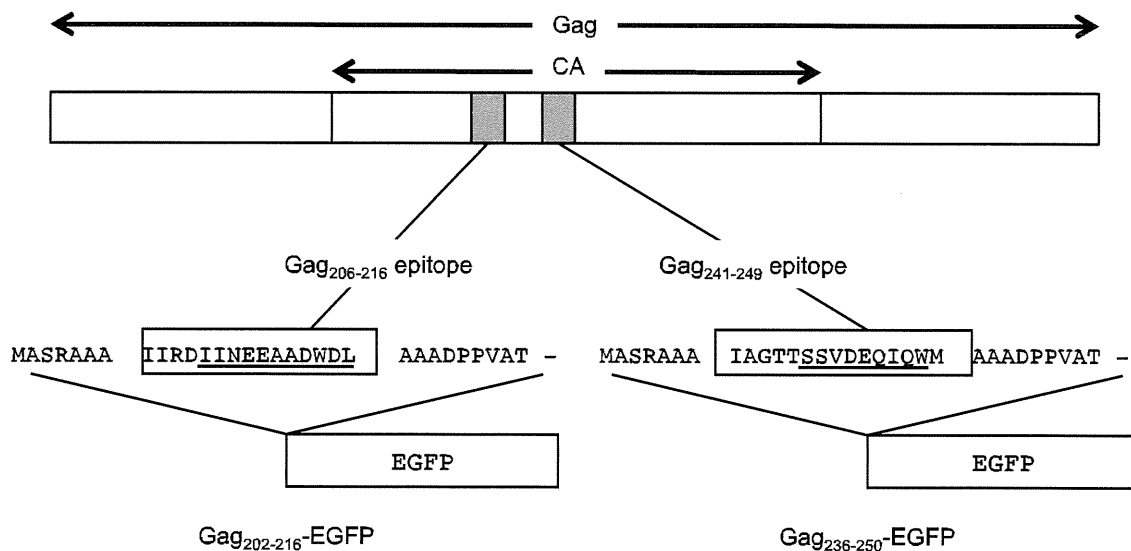 Gag
CA
Gag206-216 epitope
Gag241-249 epitope
MASRAAA IIRDIINEEAADWDL AAADPPVAT –
MASRAAA IAGTTSSVDEQIQWM AAADPPVAT –
EGFP
EGFP
Gag202-216-EGFP
Gag236-250-EGFP